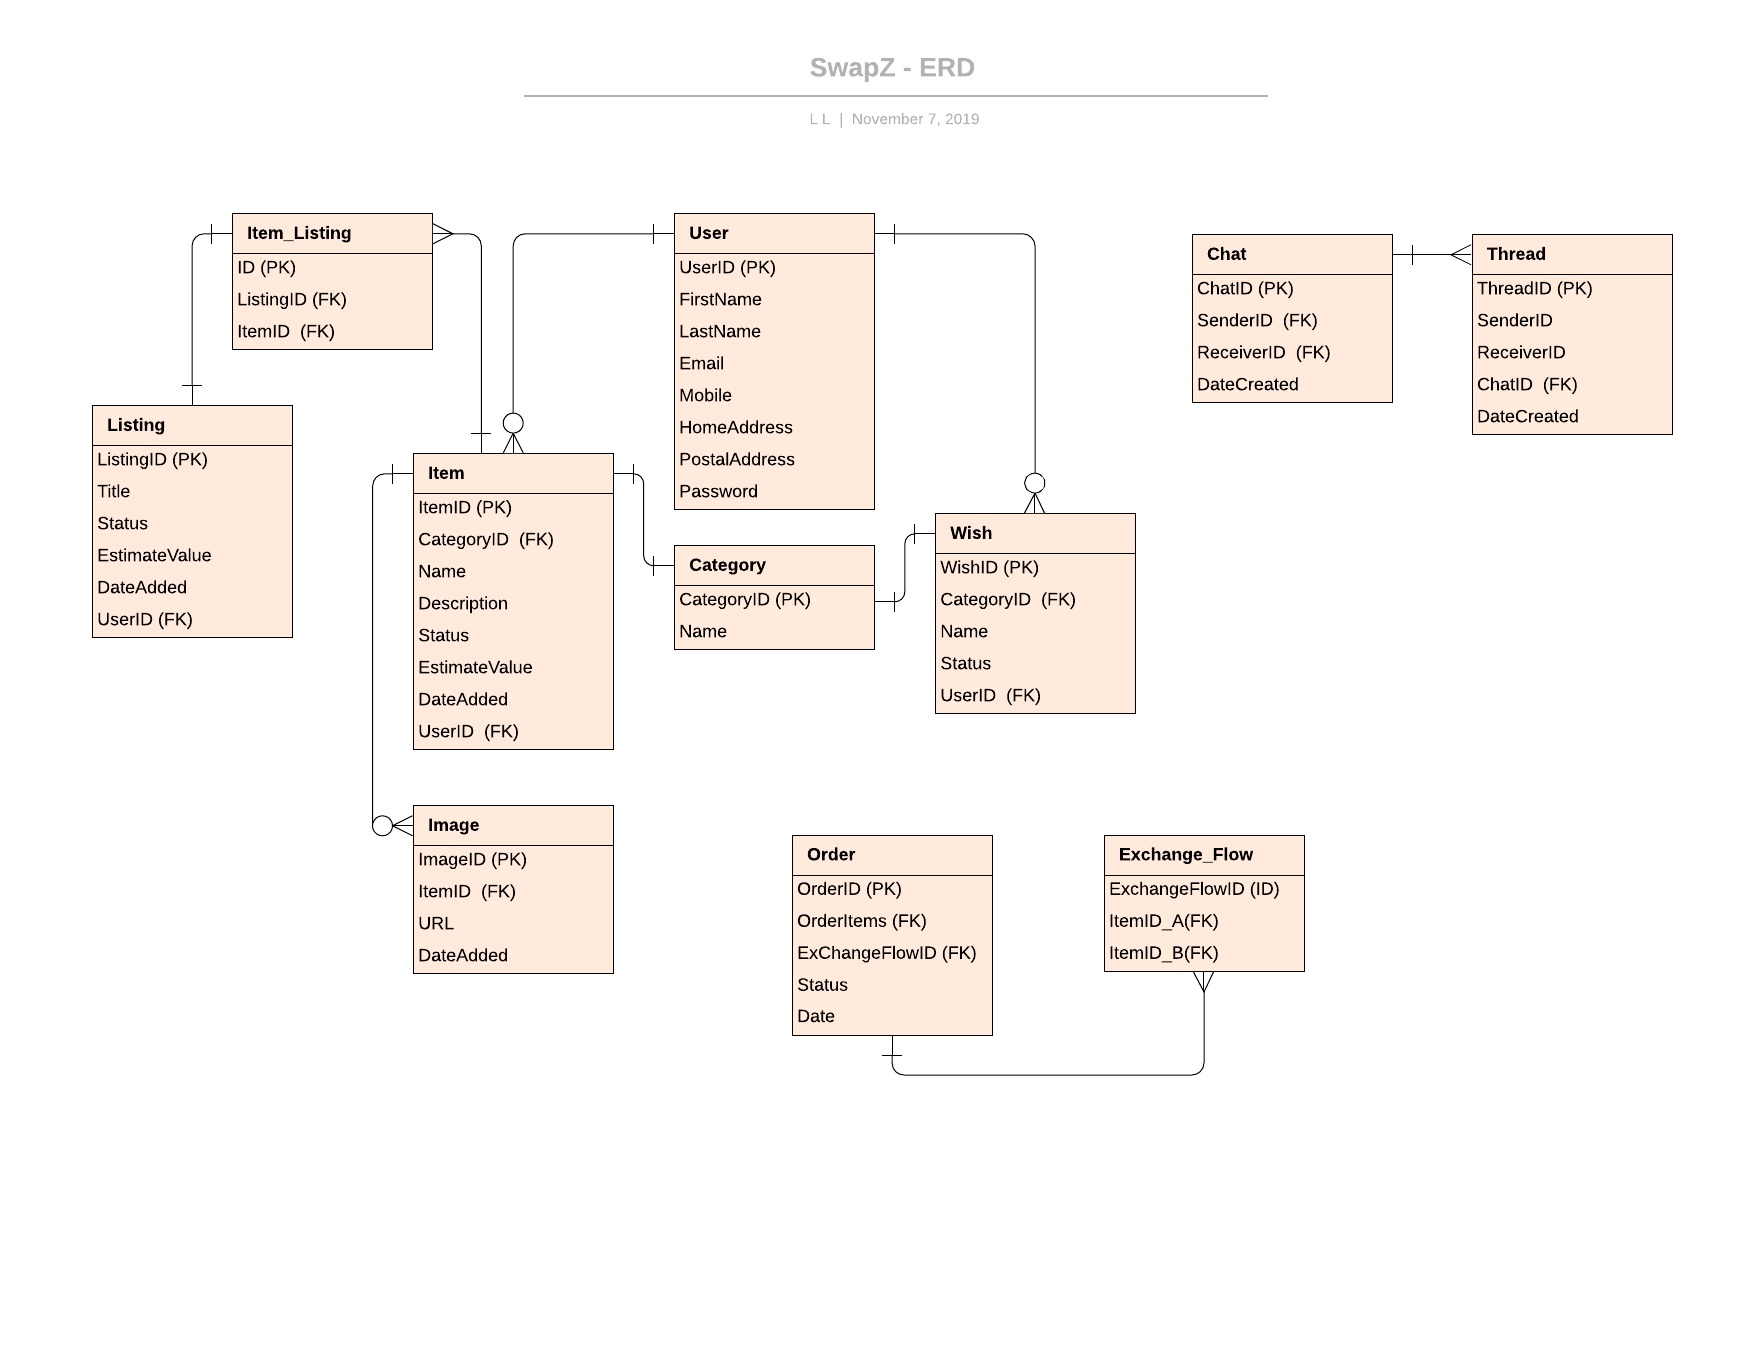 SwapZ - ERD
L L | November 7, 2019
Item_Listing
ID (PK)
ListingID (FK)
ItemID (FK)
Listing
ListingID (PK)
Title
Status
EstimateValue
DateAdded
UserID (FK)
Item
ItemID (PK)
CategoryID (FK)
Name
Description
Status
EstimateValue
DateAdded
UserID (FK)
Image
ImageID (PK)
ItemID (FK)
URL
DateAdded
User
UserID (PK)
FirstName
LastName
Email
Mobile
HomeAddress
PostalAddress
Password
Category
CategoryID (PK)
Name
Wish
WishID (PK)
CategoryID (FK)
Name
Status
UserID (FK)
Chat
ChatID (PK)
SenderID (FK)
ReceiverID (FK)
DateCreated
Thread
ThreadID (PK)
SenderID
ReceiverID
ChatID (FK)
DateCreated
Order
OrderID (PK)
OrderItems (FK)
ExChangeFlowID (FK)
Status
Date
Exchange_Flow
ExchangeFlowID (ID)
ItemID_A(FK)
ItemID_B(FK)